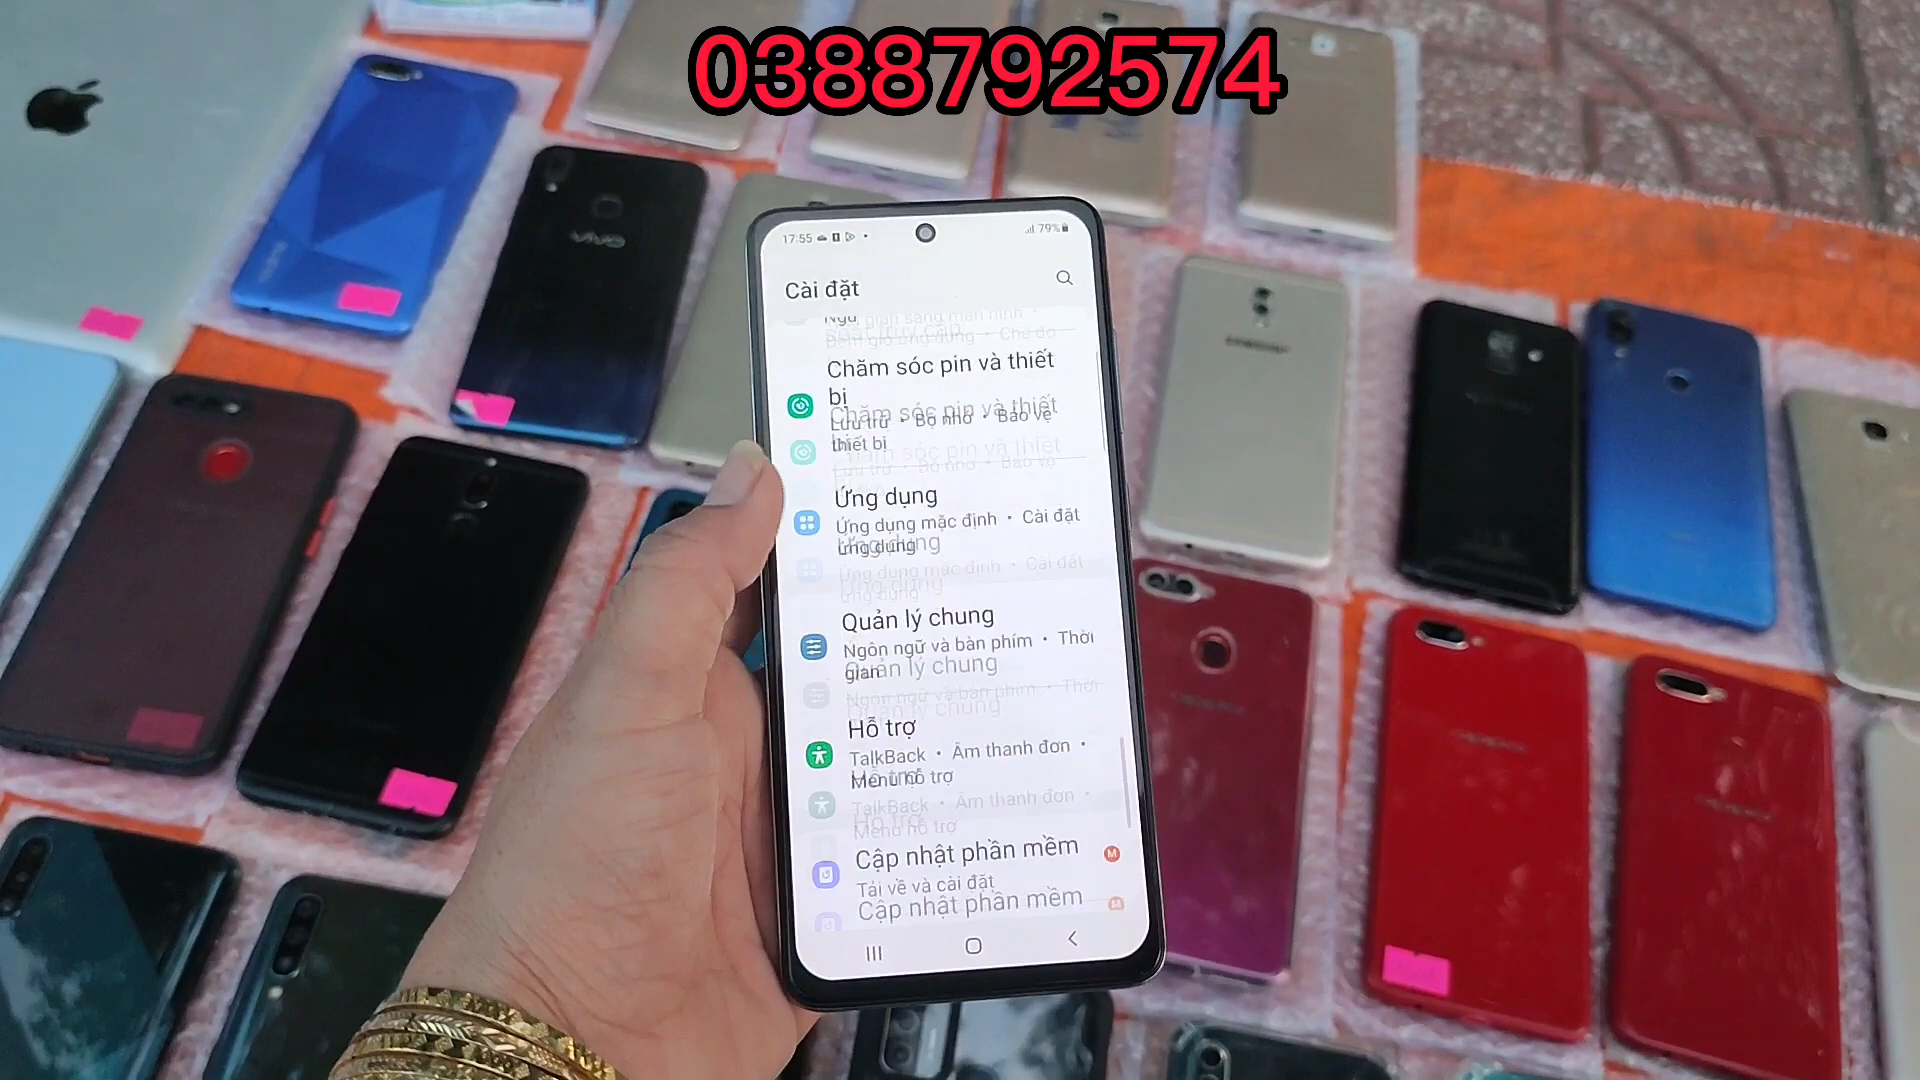 0388792574
17:55
79%
Cài đặt
Chăm sóc pin và thiết
bị
Lưu trữ • Bộ nhớ • Bảo vệ
thiết bị
Ứng dụng
Ứng dụng mặc định • Cài đặt
ứng dụng
Quản lý chung
Ngôn ngữ và bàn phím • Thời
gian
Hỗ trợ
TalkBack • Âm thanh đơn •
Menu hỗ trợ
Cập nhật phần mềm
Tải về và cài đặt
vivo
SAMSUNG